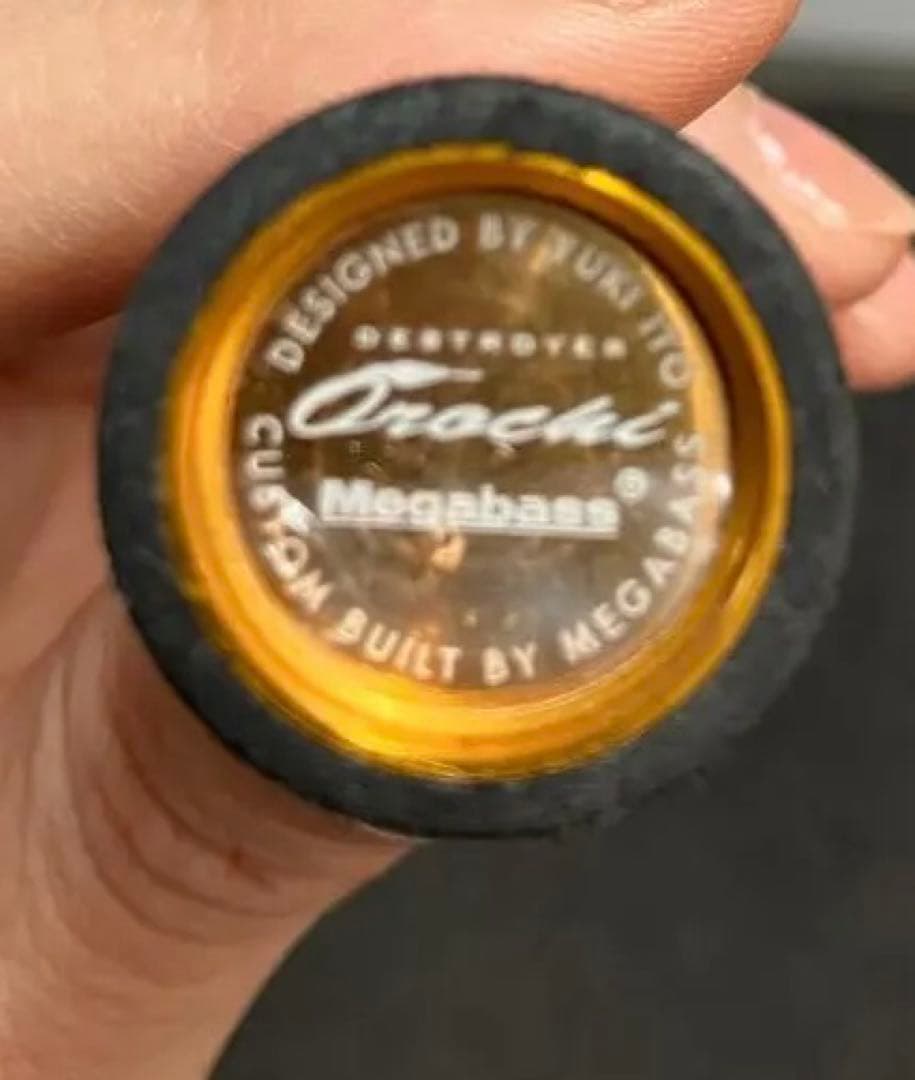 DESIGNED BY YUKI ITO
DESTROYER
Orochi
Megabass®
CUSTOM BUILT BY MEGABASS